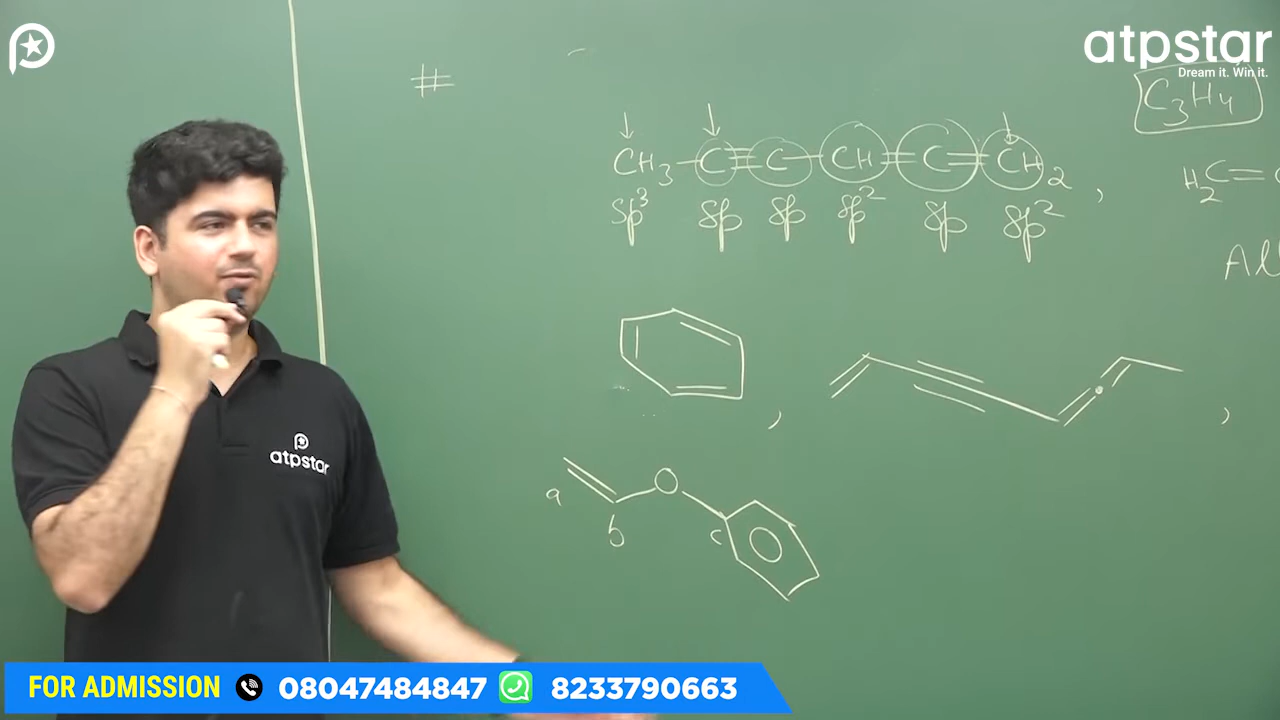 atpstar
Dream it. Win it.
#
C₃H₄
CH₃–C≡C–CH=C=CH₂ ,
sp³ sp sp sp² sp sp²
H₂C=
Al
, ,
a b O c
atpstar
FOR ADMISSION 08047484847 8233790663